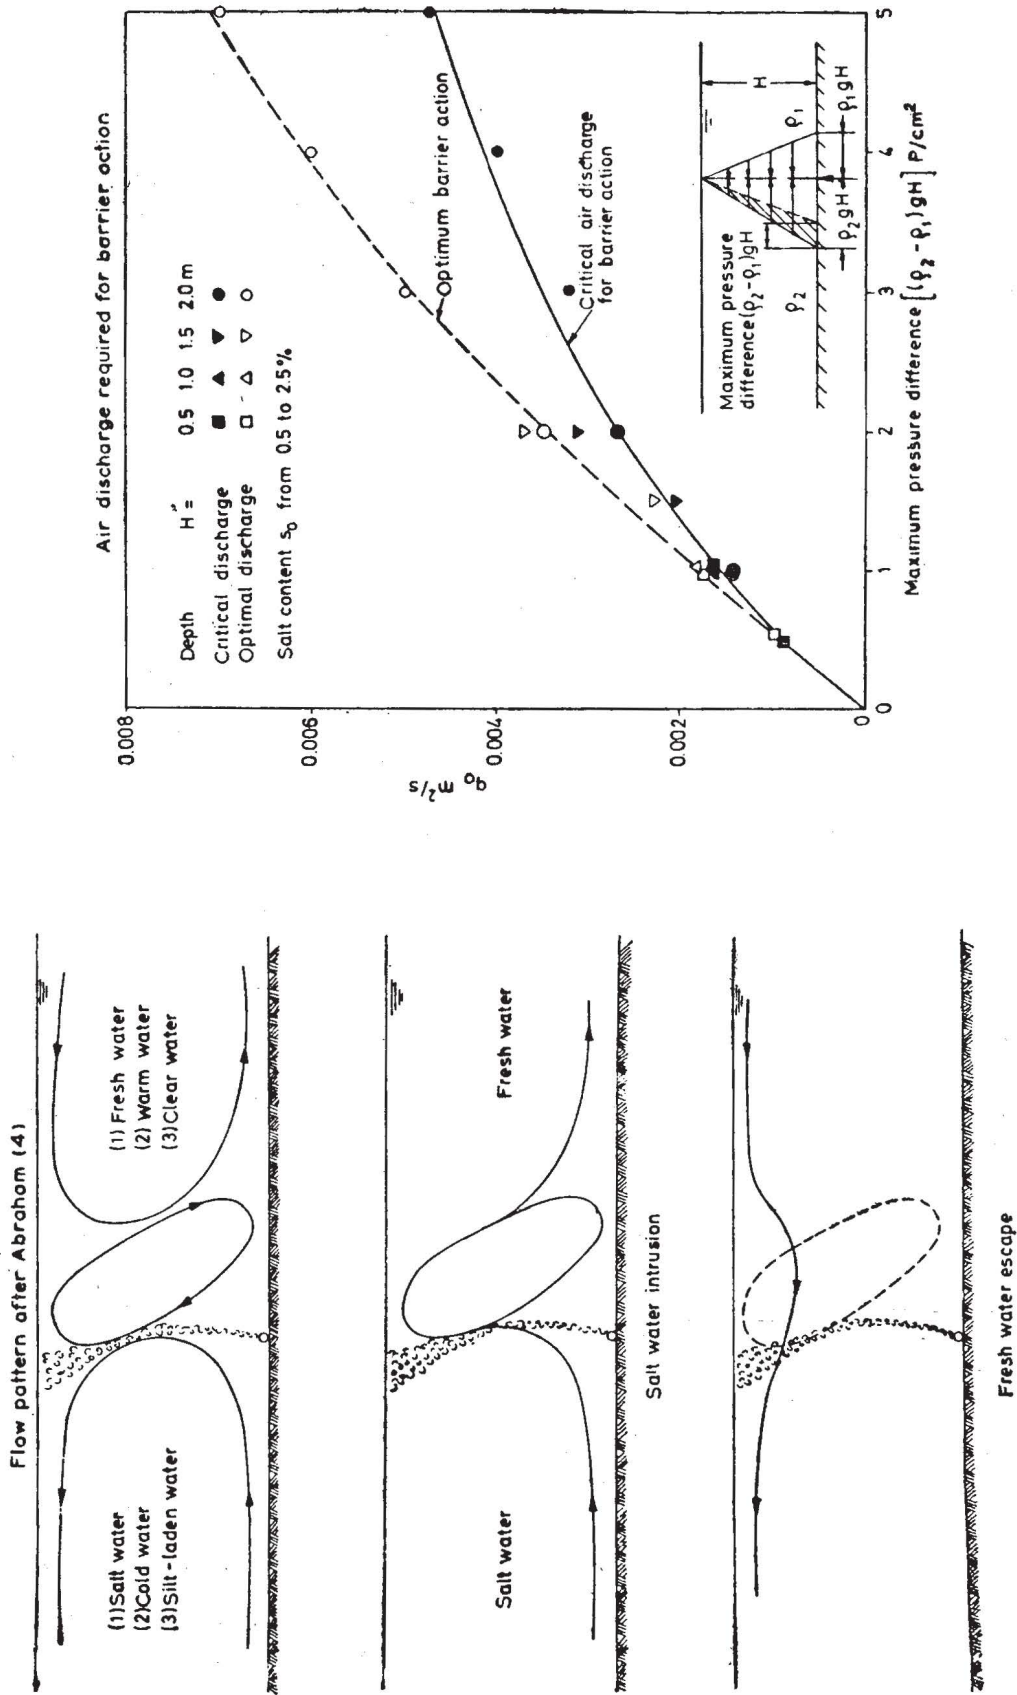 Flow pattern after Abraham (4)
(1) Salt water
(2) Cold water
(3) Silt-laden water
(1) Fresh water
(2) Warm water
(3) Clear water
Salt water
Fresh water
Salt water intrusion
Fresh water escape
Air discharge required for barrier action
Depth H = 0.5 1.0 1.5 2.0 m
Critical discharge
Optimal discharge
Salt content s₀ from 0.5 to 2.5%
Optimum barrier action
Critical air discharge
for barrier action
0.008
0.006
0.004
0.002
0
q₀ m²/s
0 1 2 3 4 5
Maximum pressure
difference(ρ₂-ρ₁)gH
H
ρ₁
ρ₂
ρ₂gH
ρ₁gH
Maximum pressure difference [(ρ₂ - ρ₁)gH] P/cm²